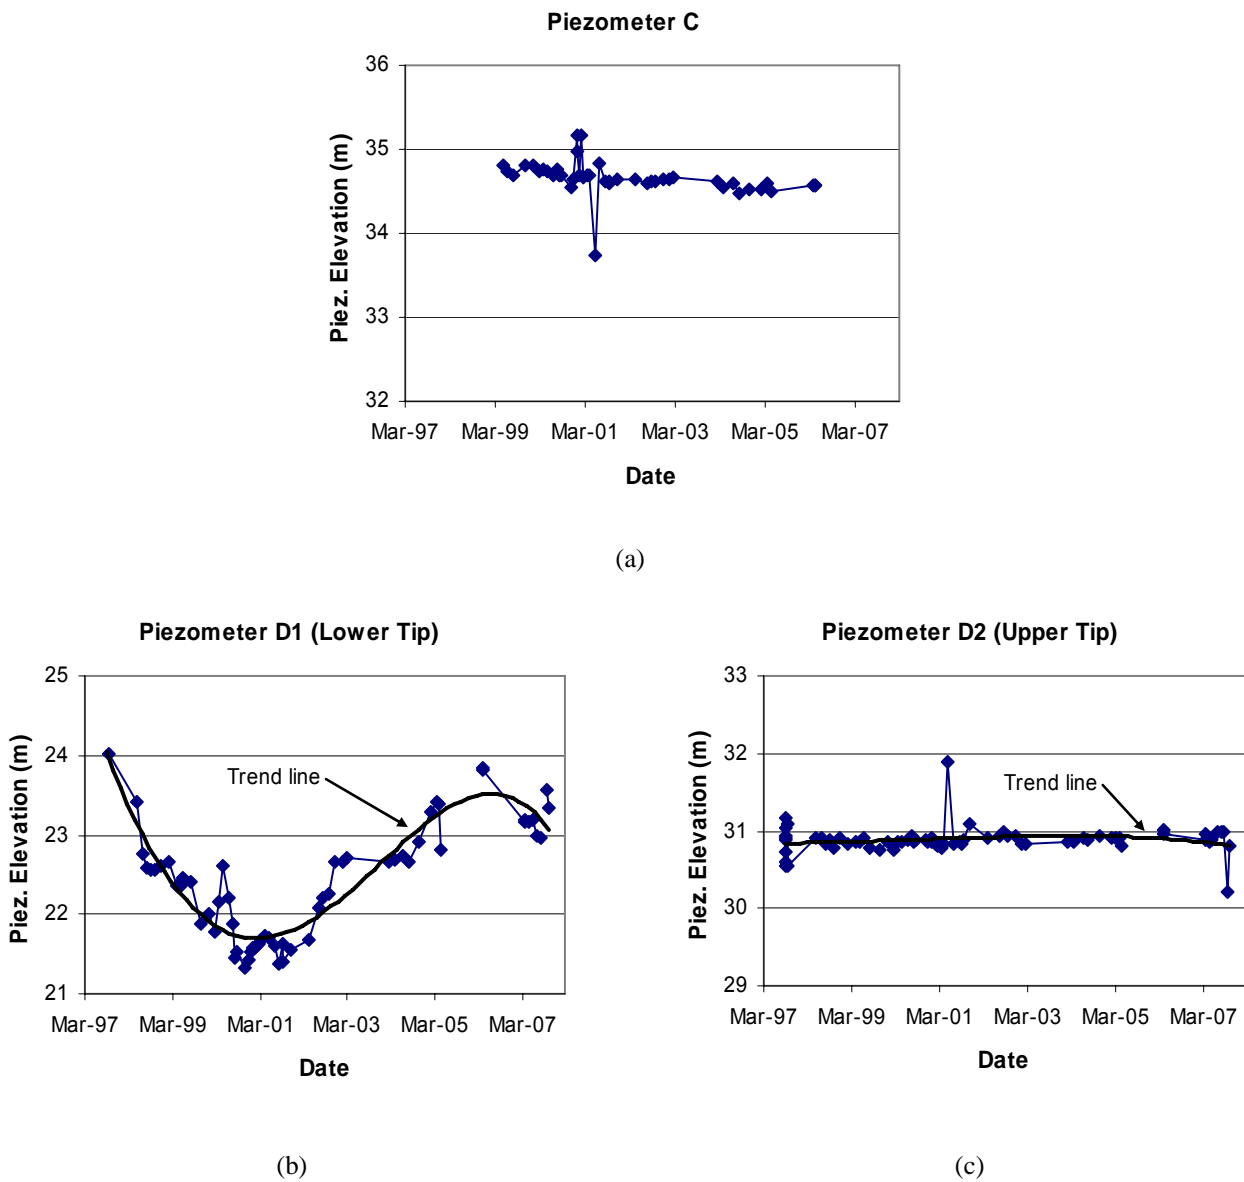 Piezometer C
36
35
34
33
32
Piez. Elevation (m)
Mar-97 Mar-99 Mar-01 Mar-03 Mar-05 Mar-07
Date
(a)
Piezometer D1 (Lower Tip)
25
24
23
22
21
Piez. Elevation (m)
Trend line
Mar-97 Mar-99 Mar-01 Mar-03 Mar-05 Mar-07
Date
(b)
Piezometer D2 (Upper Tip)
33
32
31
30
29
Piez. Elevation (m)
Trend line
Mar-97 Mar-99 Mar-01 Mar-03 Mar-05 Mar-07
Date
(c)